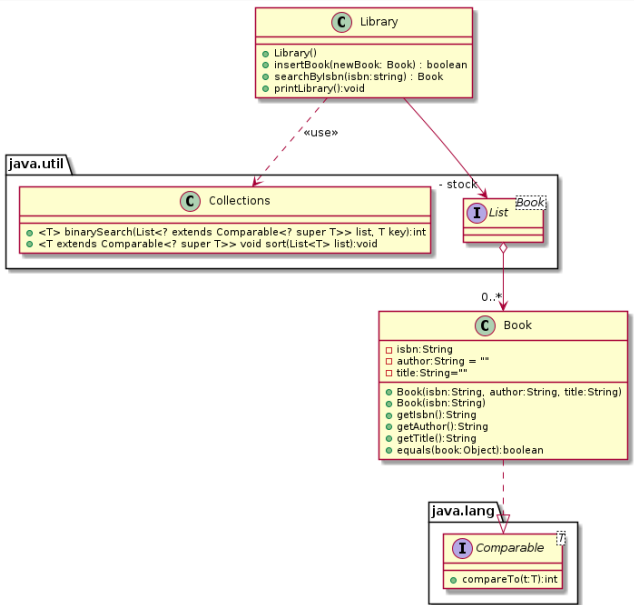 C Library
Library()
insertBook(newBook: Book) : boolean
searchByIsbn(isbn:string) : Book
printLibrary():void
«use»
java.util
- stock
C Collections
<T> binarySearch(List<? extends Comparable<? super T>> list, T key):int
<T extends Comparable<? super T>> void sort(List<T> list):void
Book
I List
0..*
C Book
isbn:String
author:String = ""
title:String=""
Book(isbn:String, author:String, title:String)
Book(isbn:String)
getIsbn():String
getAuthor():String
getTitle():String
equals(book:Object):boolean
java.lang
T
I Comparable
compareTo(t:T):int